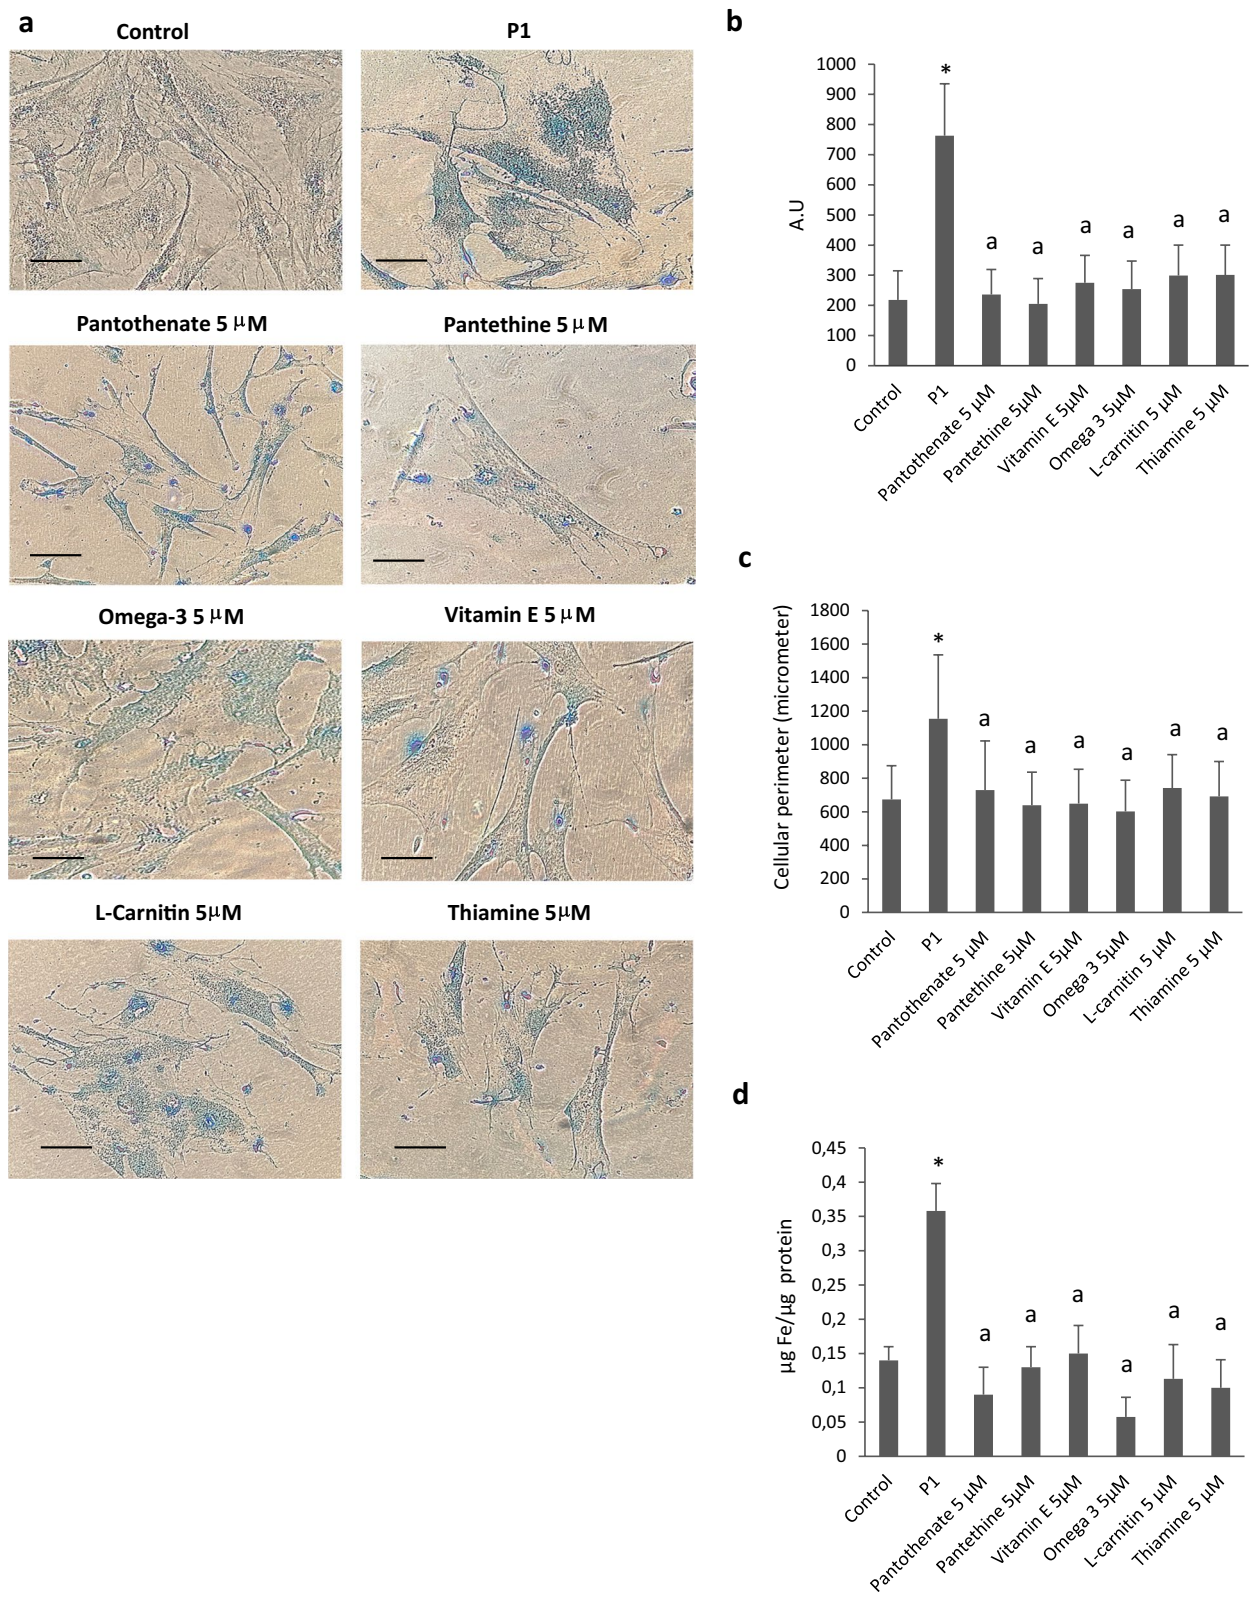 a
Control
P1
Pantothenate 5 μM
Pantethine 5 μM
Omega-3 5 μM
Vitamin E 5 μM
L-Carnitin 5μM
Thiamine 5μM
b
A.U
1000
900
800
700
600
500
400
300
200
100
0
*
a
a
a
a
a
a
Control
P1
Pantothenate 5 μM
Pantethine 5μM
Vitamin E 5μM
Omega 3 5μM
L-carnitin 5 μM
Thiamine 5 μM
c
Cellular perimeter (micrometer)
1800
1600
1400
1200
1000
800
600
400
200
0
*
a
a
a
a
a
a
Control
P1
Pantothenate 5 μM
Pantethine 5μM
Vitamin E 5μM
Omega 3 5μM
L-carnitin 5 μM
Thiamine 5 μM
d
μg Fe/μg protein
0,45
0,4
0,35
0,3
0,25
0,2
0,15
0,1
0,05
0
*
a
a
a
a
a
a
Control
P1
Pantothenate 5 μM
Pantethine 5μM
Vitamin E 5μM
Omega 3 5μM
L-carnitin 5 μM
Thiamine 5 μM